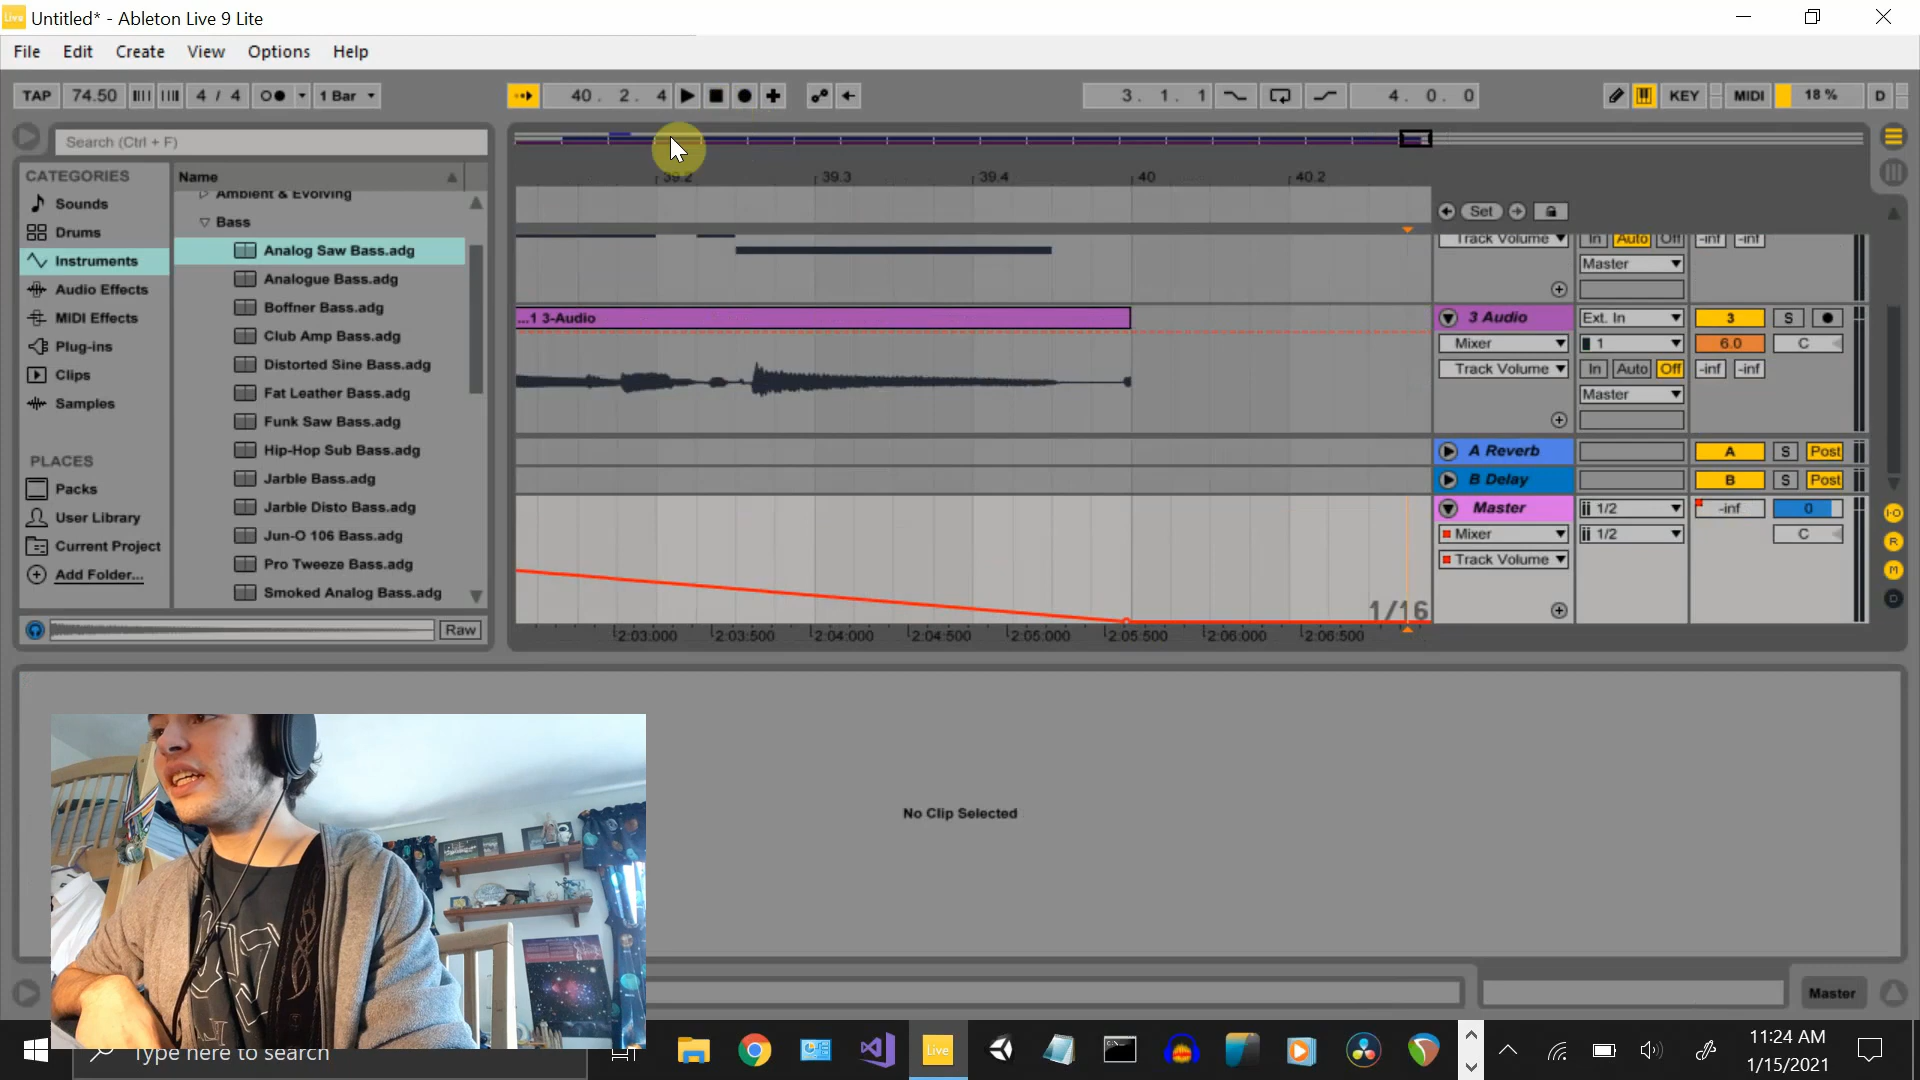 Live Untitled* - Ableton Live 9 Lite
File Edit Create View Options Help
TAP 74.50 4 / 4 1 Bar 40. 2. 4 3. 1. 1 4. 0. 0 KEY MIDI 18 % D
Search (Ctrl + F)
CATEGORIES
Sounds
Drums
Instruments
Audio Effects
MIDI Effects
Plug-ins
Clips
Samples
PLACES
Packs
User Library
Current Project
Add Folder...
Name
Ambient & Evolving
Bass
Analog Saw Bass.adg
Analogue Bass.adg
Boffner Bass.adg
Club Amp Bass.adg
Distorted Sine Bass.adg
Fat Leather Bass.adg
Funk Saw Bass.adg
Hip-Hop Sub Bass.adg
Jarble Bass.adg
Jarble Disto Bass.adg
Jun-O 106 Bass.adg
Pro Tweeze Bass.adg
Smoked Analog Bass.adg
Raw
39.2 39.3 39.4 40 40.2
Set
Track Volume In Auto Off -inf -inf
Master
...1 3-Audio
3 Audio Ext. In 3 S
Mixer 1 6.0 C
Track Volume In Auto Off -inf -inf
Master
A Reverb A S Post
B Delay B S Post
Master 1/2 -inf 0
Mixer 1/2 C
Track Volume
1/16
2:03:000 2:03:500 2:04:000 2:04:500 2:05:000 2:05:500 2:06:000 2:06:500
I-O
R
M
D
No Clip Selected
Master
Type here to search
Live
11:24 AM
1/15/2021